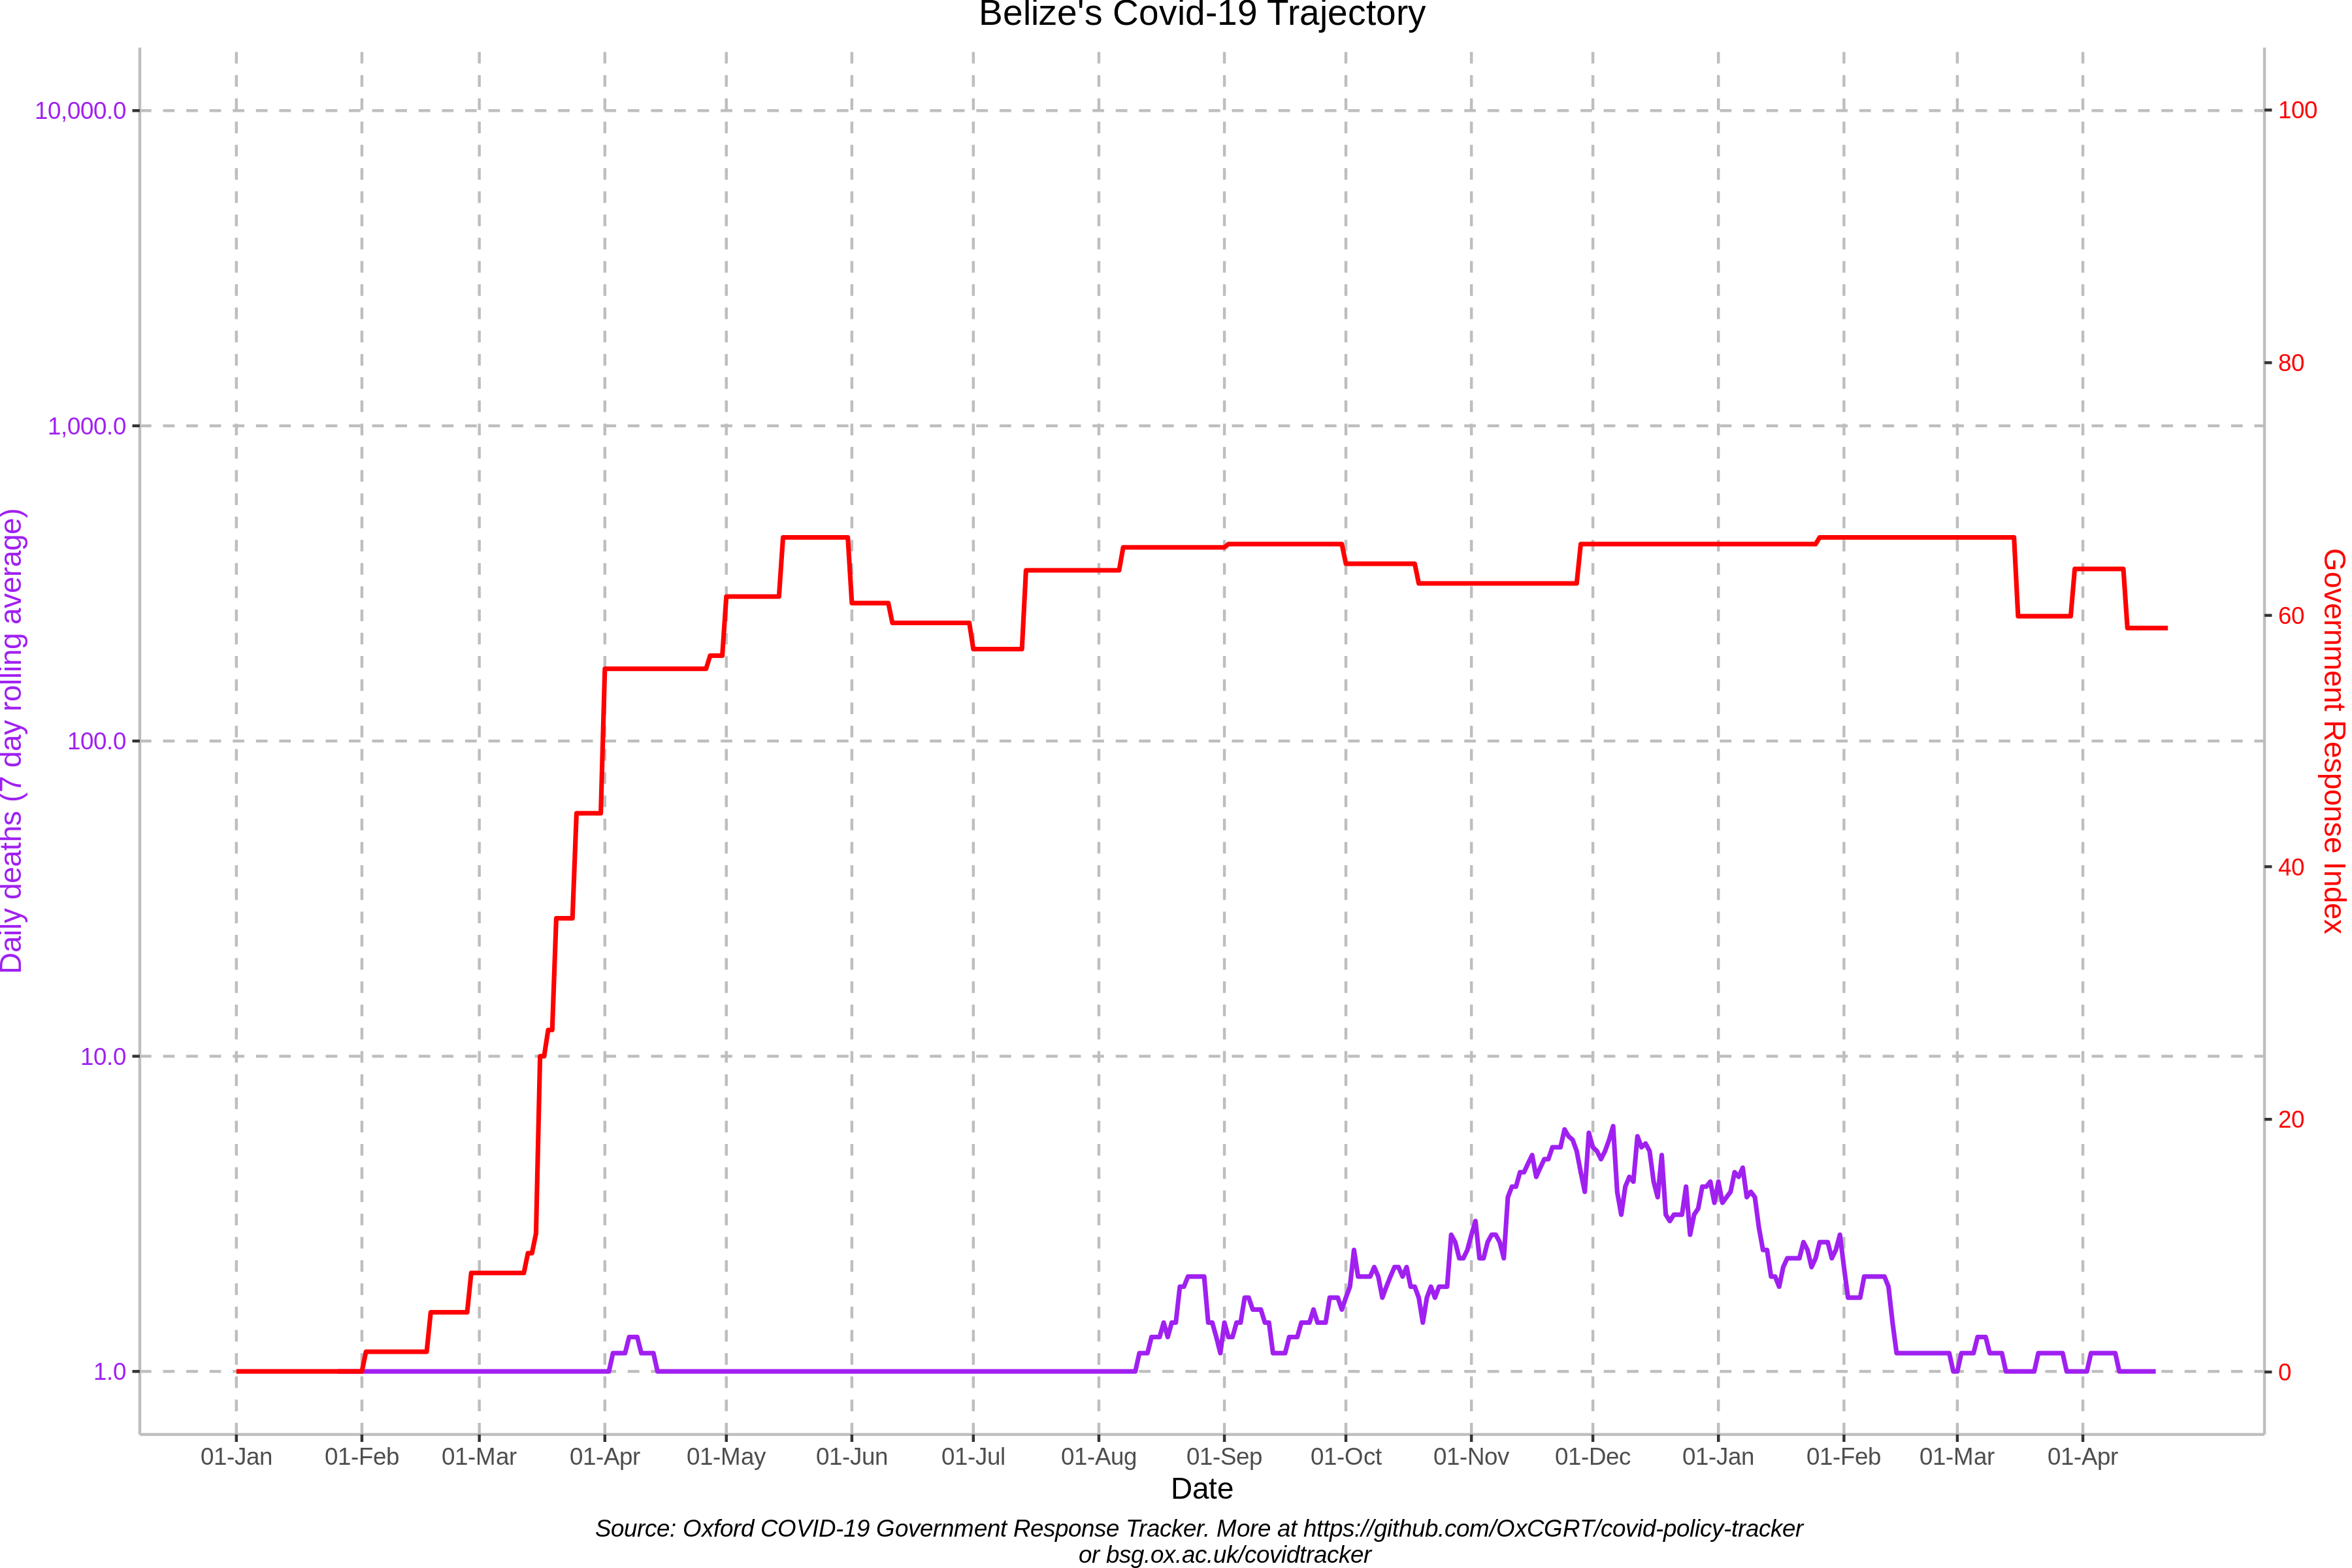 Belize's Covid-19 Trajectory
10,000.0
1,000.0
100.0
10.0
1.0
Daily deaths (7 day rolling average)
100
80
60
40
20
0
Government Response Index
01-Jan 01-Feb 01-Mar 01-Apr 01-May 01-Jun 01-Jul 01-Aug 01-Sep 01-Oct 01-Nov 01-Dec 01-Jan 01-Feb 01-Mar 01-Apr
Date
Source: Oxford COVID-19 Government Response Tracker. More at https://github.com/OxCGRT/covid-policy-tracker
or bsg.ox.ac.uk/covidtracker